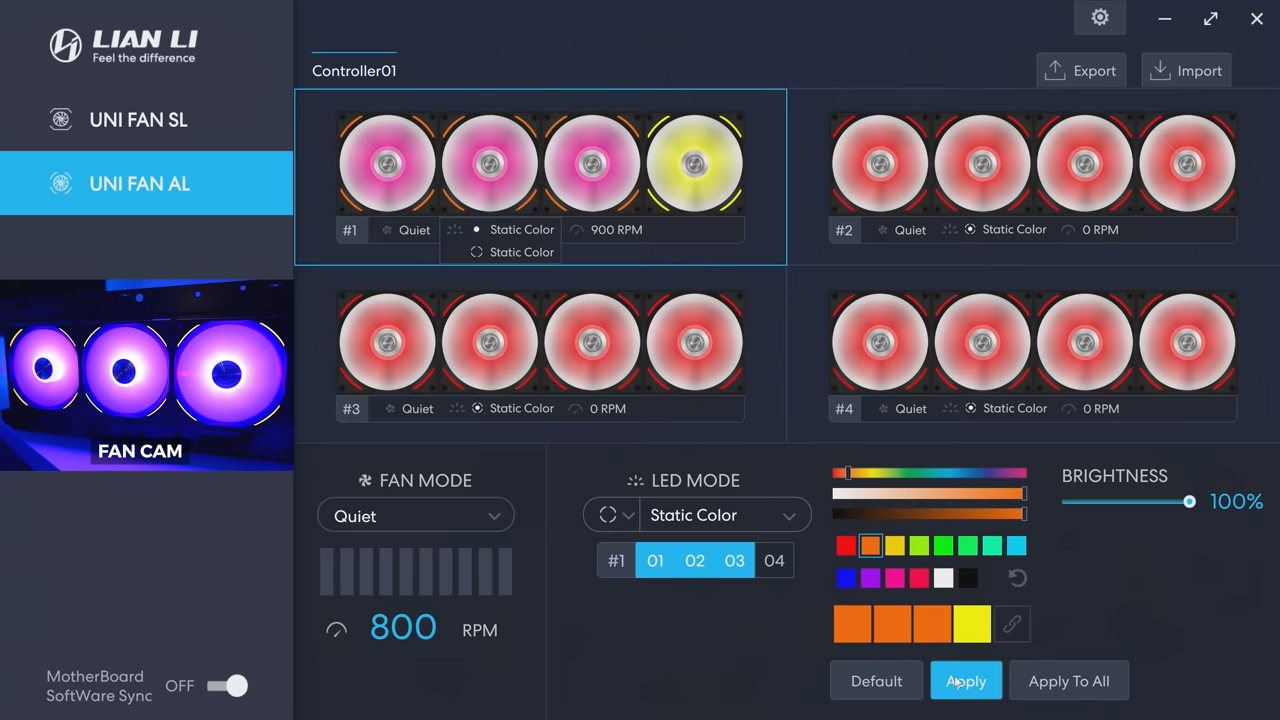 LIAN LI
Feel the difference
UNI FAN SL
UNI FAN AL
FAN CAM
MotherBoard
SoftWare Sync
OFF
Controller01
Export
Import
#1 Quiet Static Color 900 RPM
Static Color
#2 Quiet Static Color 0 RPM
#3 Quiet Static Color 0 RPM
#4 Quiet Static Color 0 RPM
FAN MODE
Quiet
800 RPM
LED MODE
Static Color
#1 01 02 03 04
BRIGHTNESS
100%
Default
Apply
Apply To All